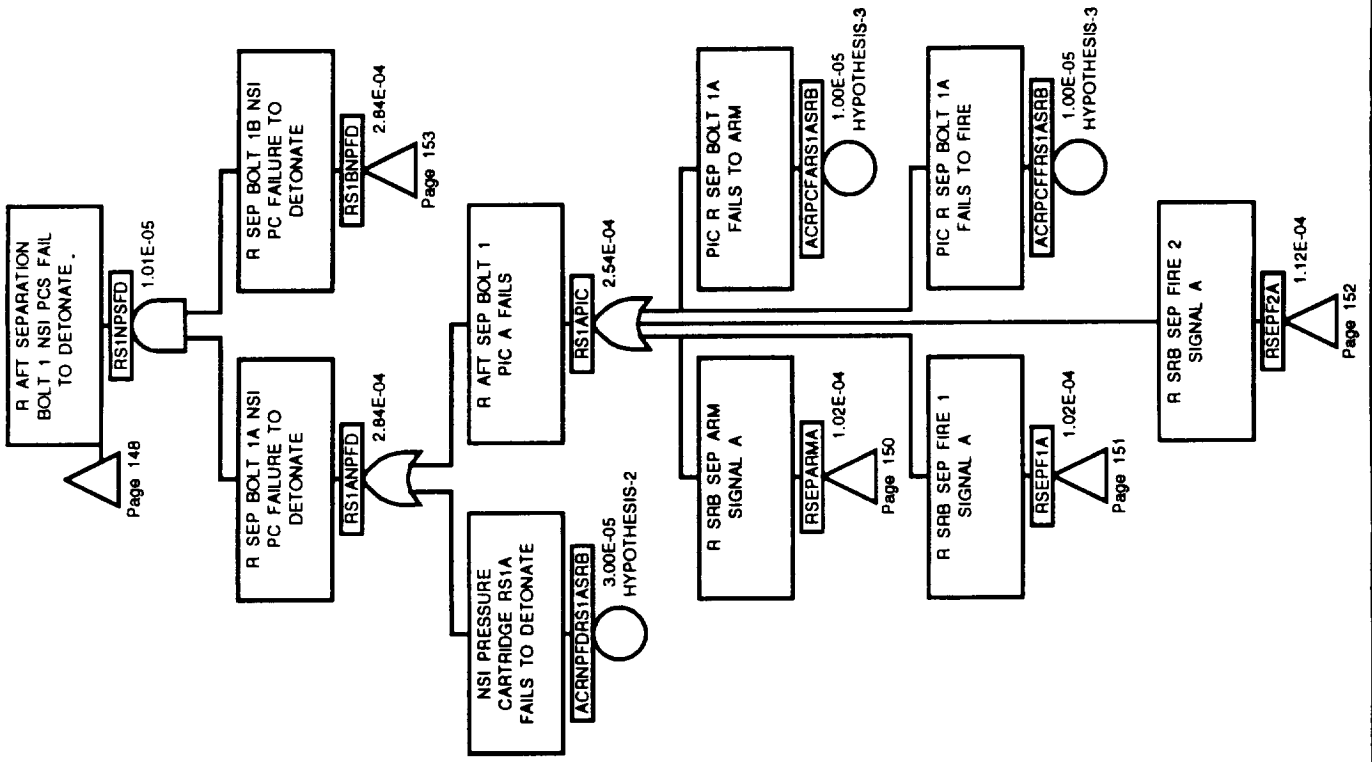 R AFT SEPARATION
BOLT 1 NSI PCS FAIL
TO DETONATE.
RS1NPSFD
1.01E-05
Page 148
R SEP BOLT 1A NSI
PC FAILURE TO
DETONATE
RS1ANPFD
2.84E-04
R SEP BOLT 1B NSI
PC FAILURE TO
DETONATE
RS1BNPFD
2.84E-04
Page 153
NSI PRESSURE
CARTRIDGE RS1A
FAILS TO DETONATE
ACRNPFDRS1ASRB
3.00E-05
HYPOTHESIS-2
R AFT SEP BOLT 1
PIC A FAILS
RS1APIC
2.54E-04
R SRB SEP ARM
SIGNAL A
RSEPARMA
1.02E-04
Page 150
PIC R SEP BOLT 1A
FAILS TO ARM
ACRPCFARS1ASRB
1.00E-05
HYPOTHESIS-3
R SRB SEP FIRE 1
SIGNAL A
RSEPF1A
1.02E-04
Page 151
PIC R SEP BOLT 1A
FAILS TO FIRE
ACRPCFFRS1ASRB
1.00E-05
HYPOTHESIS-3
R SRB SEP FIRE 2
SIGNAL A
RSEPF2A
1.12E-04
Page 152